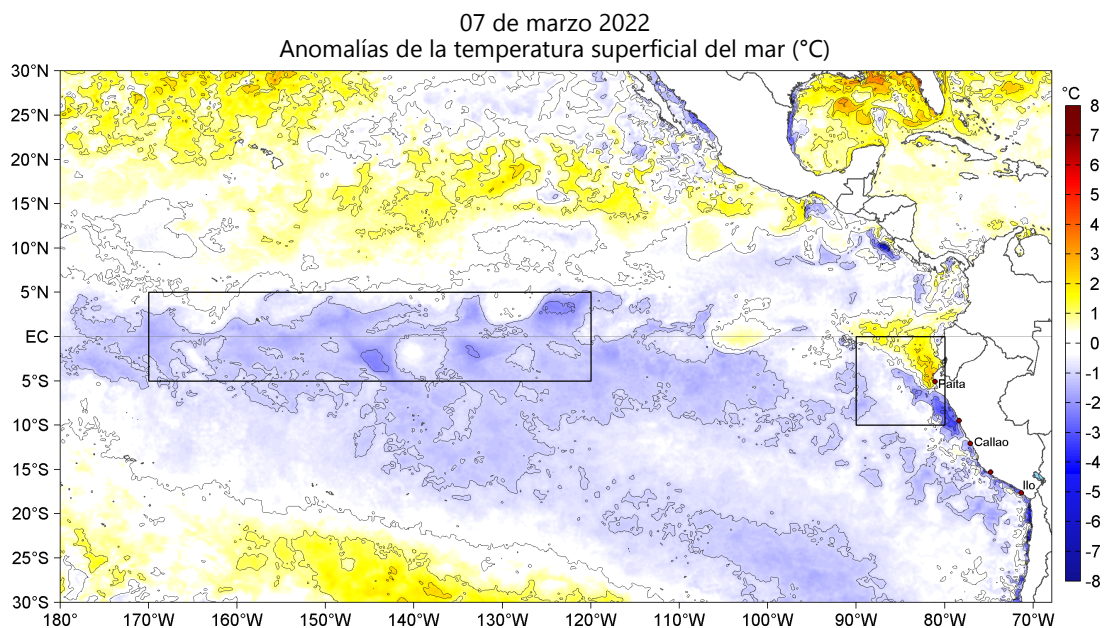 07 de marzo 2022
Anomalías de la temperatura superficial del mar (°C)
30°N
25°N
20°N
15°N
10°N
5°N
EC
5°S
10°S
15°S
20°S
25°S
30°S
180
170°W
160°W
150°W
140°W
130°W
120°W
110°W
100°W
90°W
80°W
70°W
Paita
Callao
Ilo
°C
8
7
6
5
4
3
2
1
0
-1
-2
-3
-4
-5
-6
-7
-8